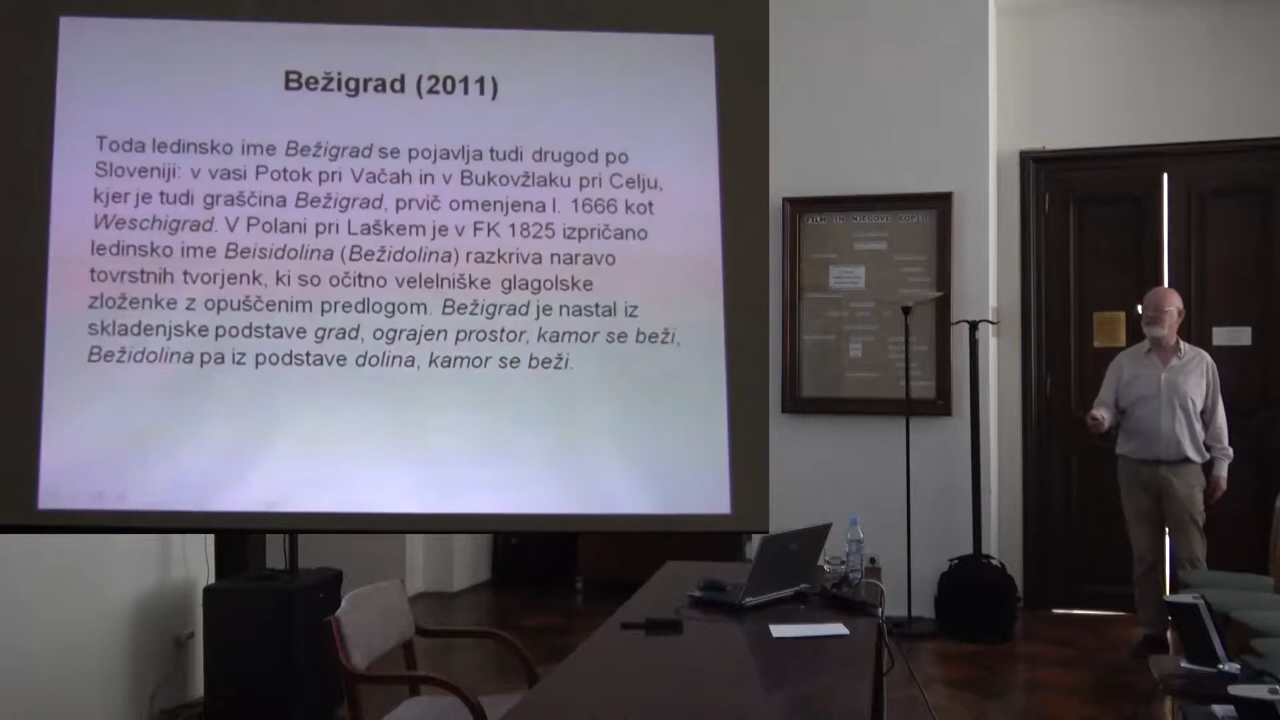 Bežigrad (2011)
Toda ledinsko ime Bežigrad se pojavlja tudi drugod po
Sloveniji: v vasi Potok pri Vačah in v Bukovžlaku pri Celju,
kjer je tudi graščina Bežigrad, prvič omenjena l. 1666 kot
Weschigrad. V Polani pri Laškem je v FK 1825 izpričano
ledinsko ime Beisidolina (Bežidolina) razkriva naravo
tovrstnih tvorjenk, ki so očitno velelniške glagolske
zloženke z opuščenim predlogom. Bežigrad je nastal iz
skladenjske podstave grad, ograjen prostor, kamor se beži,
Bežidolina pa iz podstave dolina, kamor se beži.
FILM IN NJEGOVE KOPIJE